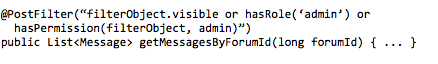 @PostFilter(“filterObject.visible or hasRole(‘admin’) or
hasPermission(filterObject, admin)”)
public List<Message> getMessagesByForumId(long forumId) { ... }